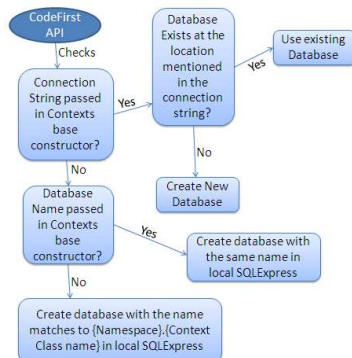 CodeFirst
API
Checks
Connection
String passed
in Contexts
base
constructor?
Yes
Database
Exists at the
location
mentioned
in the
connection
string?
Yes
Use existing
Database
No
Create New
Database
No
Database
Name passed
in Contexts
base
constructor?
Yes
Create database with
the same name in
local SQLExpress
No
Create database with the name
matches to {Namespace}.{Context
Class name} in local SQLExpress